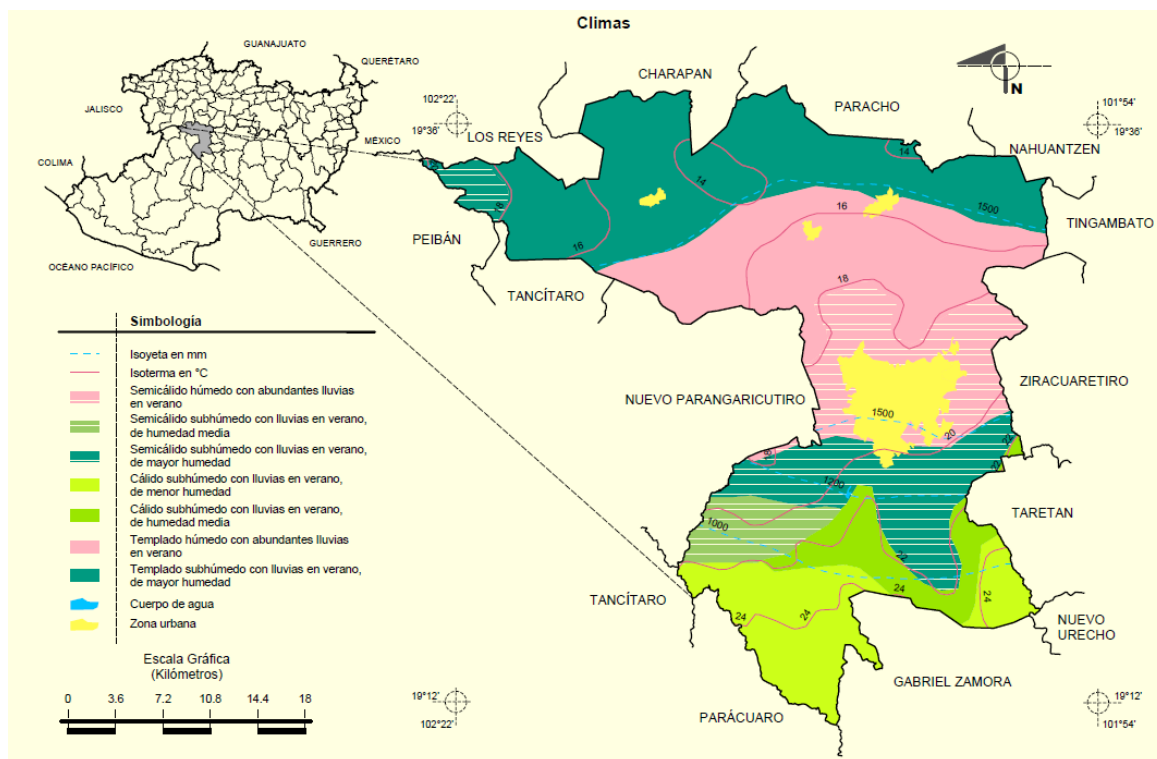 Climas
GUANAJUATO
QUERÉTARO
JALISCO
MÉXICO
COLIMA
GUERRERO
OCÉANO PACÍFICO
102°22'
19°36'
101°54'
19°36'
N
CHARAPAN
PARACHO
LOS REYES
NAHUANTZEN
TINGAMBATO
PEIBÁN
TANCÍTARO
ZIRACUARETIRO
NUEVO PARANGARICUTIRO
TARETAN
TANCÍTARO
NUEVO
URECHO
GABRIEL ZAMORA
PARÁCUARO
14
14
18
16
16
1500
18
1500
20
18
1200
1000
22
22
24
24
24
24
Simbología
Isoyeta en mm
Isoterma en °C
Semicálido húmedo con abundantes lluvias
en verano
Semicálido subhúmedo con lluvias en verano,
de humedad media
Semicálido subhúmedo con lluvias en verano,
de mayor humedad
Cálido subhúmedo con lluvias en verano,
de menor humedad
Cálido subhúmedo con lluvias en verano,
de humedad media
Templado húmedo con abundantes lluvias
en verano
Templado subhúmedo con lluvias en verano,
de mayor humedad
Cuerpo de agua
Zona urbana
Escala Gráfica
(Kilómetros)
0 3.6 7.2 10.8 14.4 18
19°12'
102°22'
19°12'
101°54'